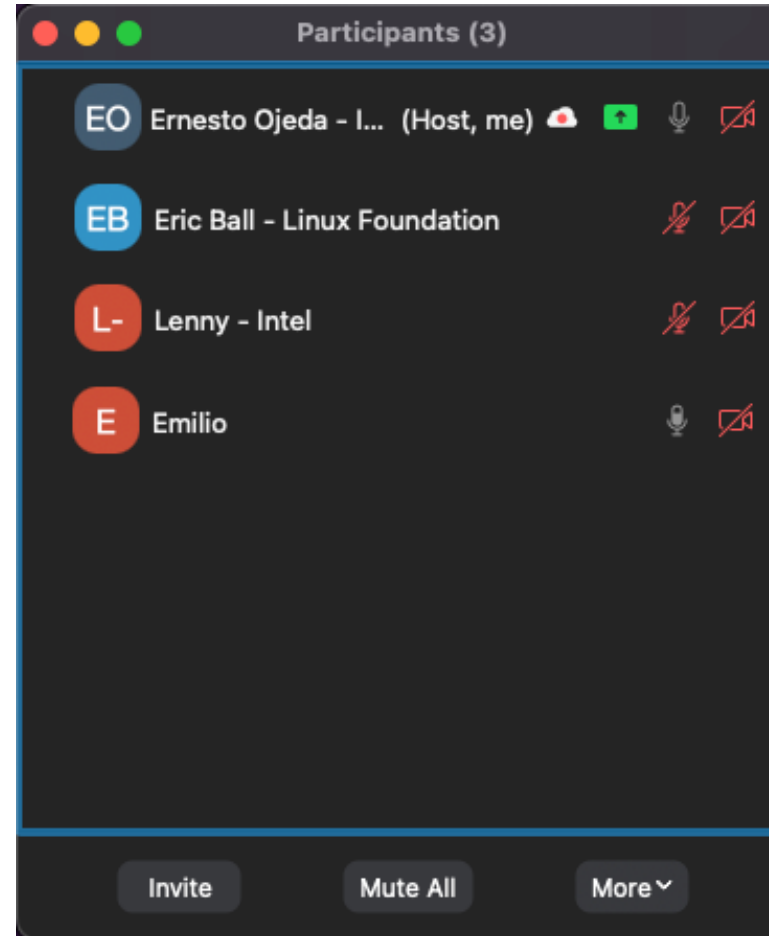 Participants (3)
EO Ernesto Ojeda - I... (Host, me)
EB Eric Ball - Linux Foundation
L- Lenny - Intel
E Emilio
Invite Mute All More